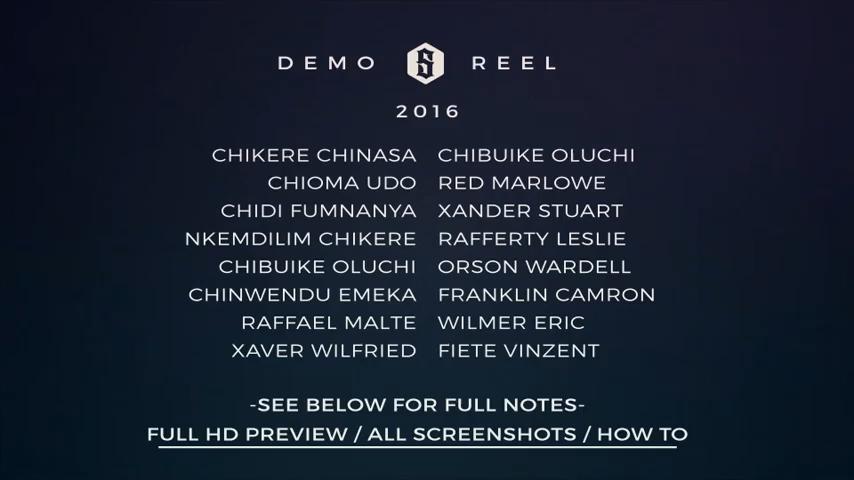 DEMO S REEL
2016
CHIKERE CHINASA CHIBUIKE OLUCHI
CHIOMA UDO RED MARLOWE
CHIDI FUMNANYA XANDER STUART
NKEMDILIM CHIKERE RAFFERTY LESLIE
CHIBUIKE OLUCHI ORSON WARDELL
CHINWENDU EMEKA FRANKLIN CAMRON
RAFFAEL MALTE WILMER ERIC
XAVER WILFRIED FIETE VINZENT
-SEE BELOW FOR FULL NOTES-
FULL HD PREVIEW / ALL SCREENSHOTS / HOW TO